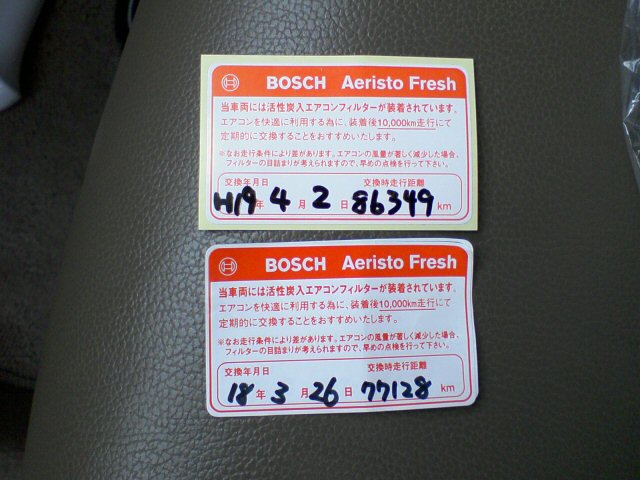 BOSCH Aeristo Fresh
当車両には活性炭入エアコンフィルターが装着されています。
エアコンを快適に利用する為に、装着後10,000km走行にて
定期的に交換することをおすすめいたします。
※なお走行条件により差があります。エアコンの風量が著しく減少した場合、
フィルターの目詰まりが考えられますので、早めの点検を行って下さい。
交換年月日 交換時走行距離
H19年 4月 2日 86349km
BOSCH Aeristo Fresh
当車両には活性炭入エアコンフィルターが装着されています。
エアコンを快適に利用する為に、装着後10,000km走行にて
定期的に交換することをおすすめいたします。
※なお走行条件により差があります。エアコンの風量が著しく減少した場合、
フィルターの目詰まりが考えられますので、早めの点検を行って下さい。
交換年月日 交換時走行距離
18年 3月 26日 77128km